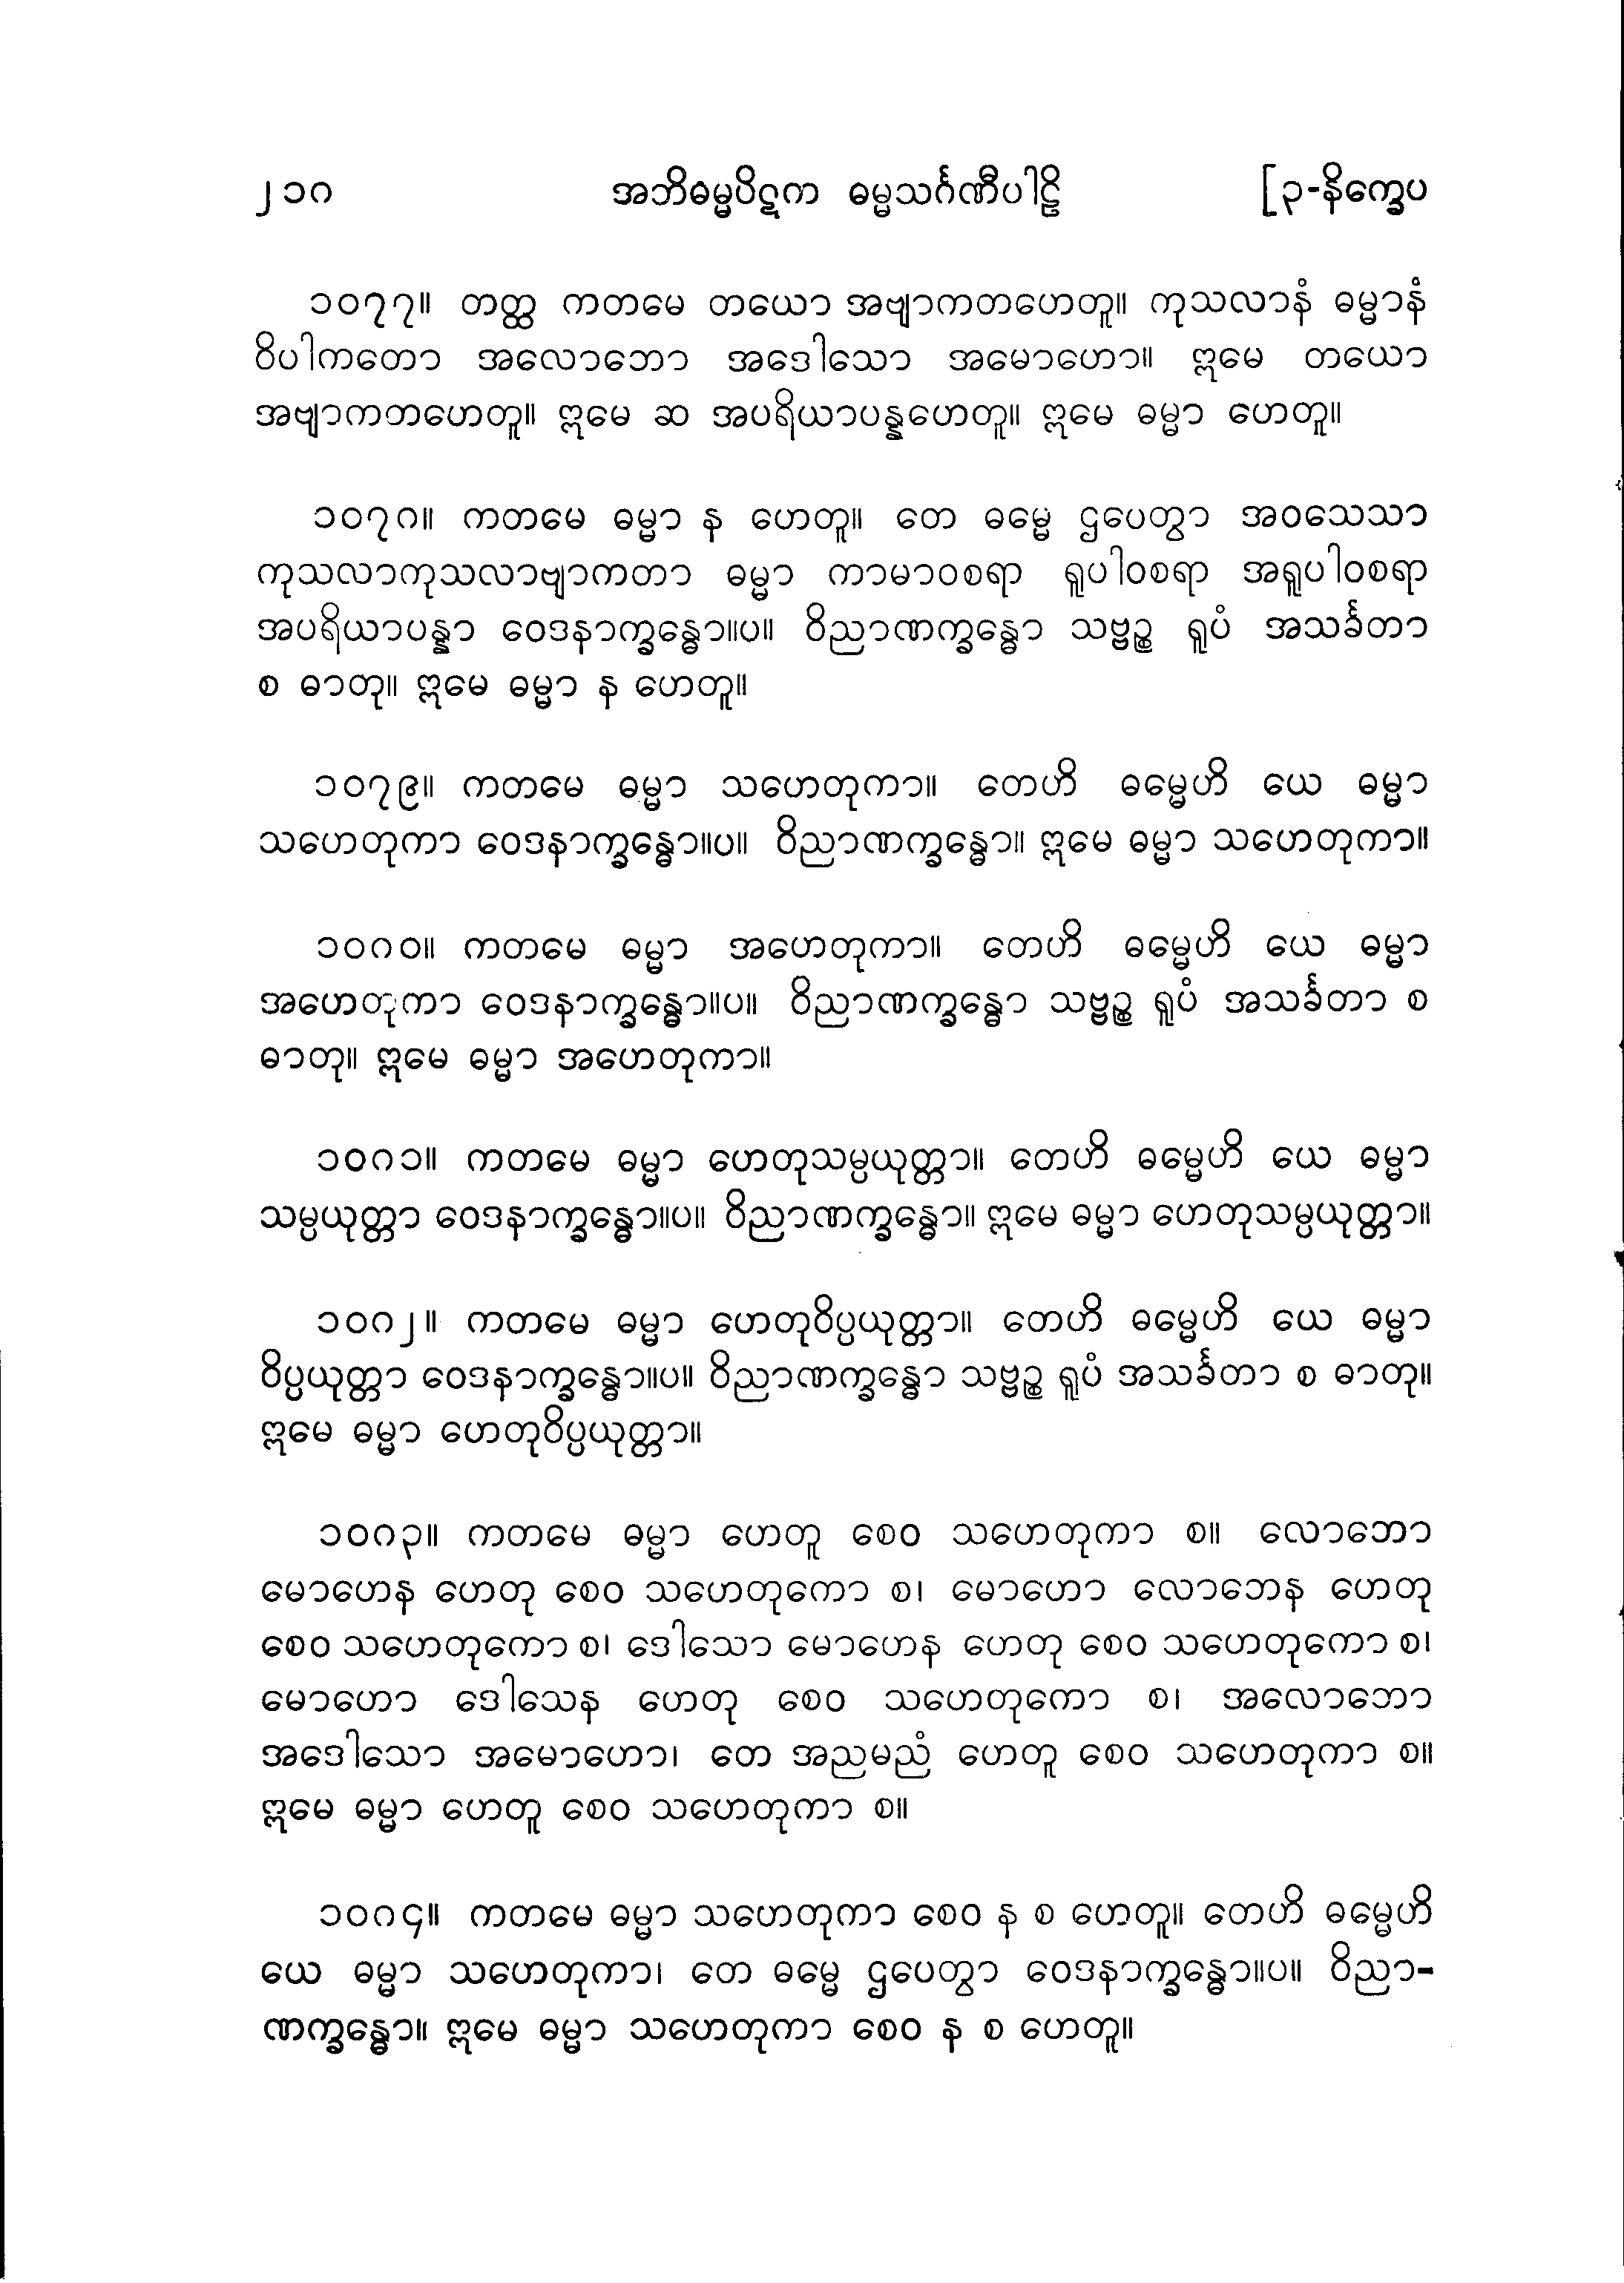 ၂၁၈ အဘိဓမ္မပိဋက ဓမ္မသင်္ဂဏီပါဠိ [၃-နိက္ခေပ
၁၀၇၇။ တတ္ထ ကတမေ တယော အဗျာကတဟေတူ။ ကုသလာနံ ဓမ္မာနံ
ဝိပါကတော အလောဘော အဒေါသော အမောဟော။ ဣမေ တယော
အဗျာကတဟေတူ။ ဣမေ ဆ အပရိယာပန္နဟေတူ။ ဣမေ ဓမ္မာ ဟေတူ။
၁၀၇၈။ ကတမေ ဓမ္မာ န ဟေတူ။ တေ ဓမ္မေ ဌပေတွာ အဝသေသာ
ကုသလာကုသလာဗျာကတာ ဓမ္မာ ကာမာဝစရာ ရူပါဝစရာ အရူပါဝစရာ
အပရိယာပန္နာ ဝေဒနာက္ခန္ဓော။ပ။ ဝိညာဏက္ခန္ဓော သဗ္ဗဉ္စ ရူပံ အသင်္ခတာ
စ ဓာတု။ ဣမေ ဓမ္မာ န ဟေတူ။
၁၀၇၉။ ကတမေ ဓမ္မာ သဟေတုကာ။ တေဟိ ဓမ္မေဟိ ယေ ဓမ္မာ
သဟေတုကာ ဝေဒနာက္ခန္ဓော။ပ။ ဝိညာဏက္ခန္ဓော။ ဣမေ ဓမ္မာ သဟေတုကာ။
၁၀၈၀။ ကတမေ ဓမ္မာ အဟေတုကာ။ တေဟိ ဓမ္မေဟိ ယေ ဓမ္မာ
အဟေတုကာ ဝေဒနာက္ခန္ဓော။ပ။ ဝိညာဏက္ခန္ဓော သဗ္ဗဉ္စ ရူပံ အသင်္ခတာ စ
ဓာတု။ ဣမေ ဓမ္မာ အဟေတုကာ။
၁၀၈၁။ ကတမေ ဓမ္မာ ဟေတုသမ္ပယုတ္တာ။ တေဟိ ဓမ္မေဟိ ယေ ဓမ္မာ
သမ္ပယုတ္တာ ဝေဒနာက္ခန္ဓော။ပ။ ဝိညာဏက္ခန္ဓော။ ဣမေ ဓမ္မာ ဟေတုသမ္ပယုတ္တာ။
၁၀၈၂။ ကတမေ ဓမ္မာ ဟေတုဝိပ္ပယုတ္တာ။ တေဟိ ဓမ္မေဟိ ယေ ဓမ္မာ
ဝိပ္ပယုတ္တာ ဝေဒနာက္ခန္ဓော။ပ။ ဝိညာဏက္ခန္ဓော သဗ္ဗဉ္စ ရူပံ အသင်္ခတာ စ ဓာတု။
ဣမေ ဓမ္မာ ဟေတုဝိပ္ပယုတ္တာ။
၁၀၈၃။ ကတမေ ဓမ္မာ ဟေတူ စေဝ သဟေတုကာ စ။ လောဘော
မောဟေန ဟေတု စေဝ သဟေတုကော စ၊ မောဟော လောဘေန ဟေတု
စေဝ သဟေတုကော စ၊ ဒေါသော မောဟေန ဟေတု စေဝ သဟေတုကော စ၊
မောဟော ဒေါသေန ဟေတု စေဝ သဟေတုကော စ၊ အလောဘော
အဒေါသော အမောဟော၊ တေ အညမညံ ဟေတူ စေဝ သဟေတုကာ စ။
ဣမေ ဓမ္မာ ဟေတူ စေဝ သဟေတုကာ စ။
၁၀၈၄။ ကတမေ ဓမ္မာ သဟေတုကာ စေဝ န စ ဟေတူ။ တေဟိ ဓမ္မေဟိ
ယေ ဓမ္မာ သဟေတုကာ၊ တေ ဓမ္မေ ဌပေတွာ ဝေဒနာက္ခန္ဓော။ပ။ ဝိညာ-
ဏက္ခန္ဓော။ ဣမေ ဓမ္မာ သဟေတုကာ စေဝ န စ ဟေတူ။